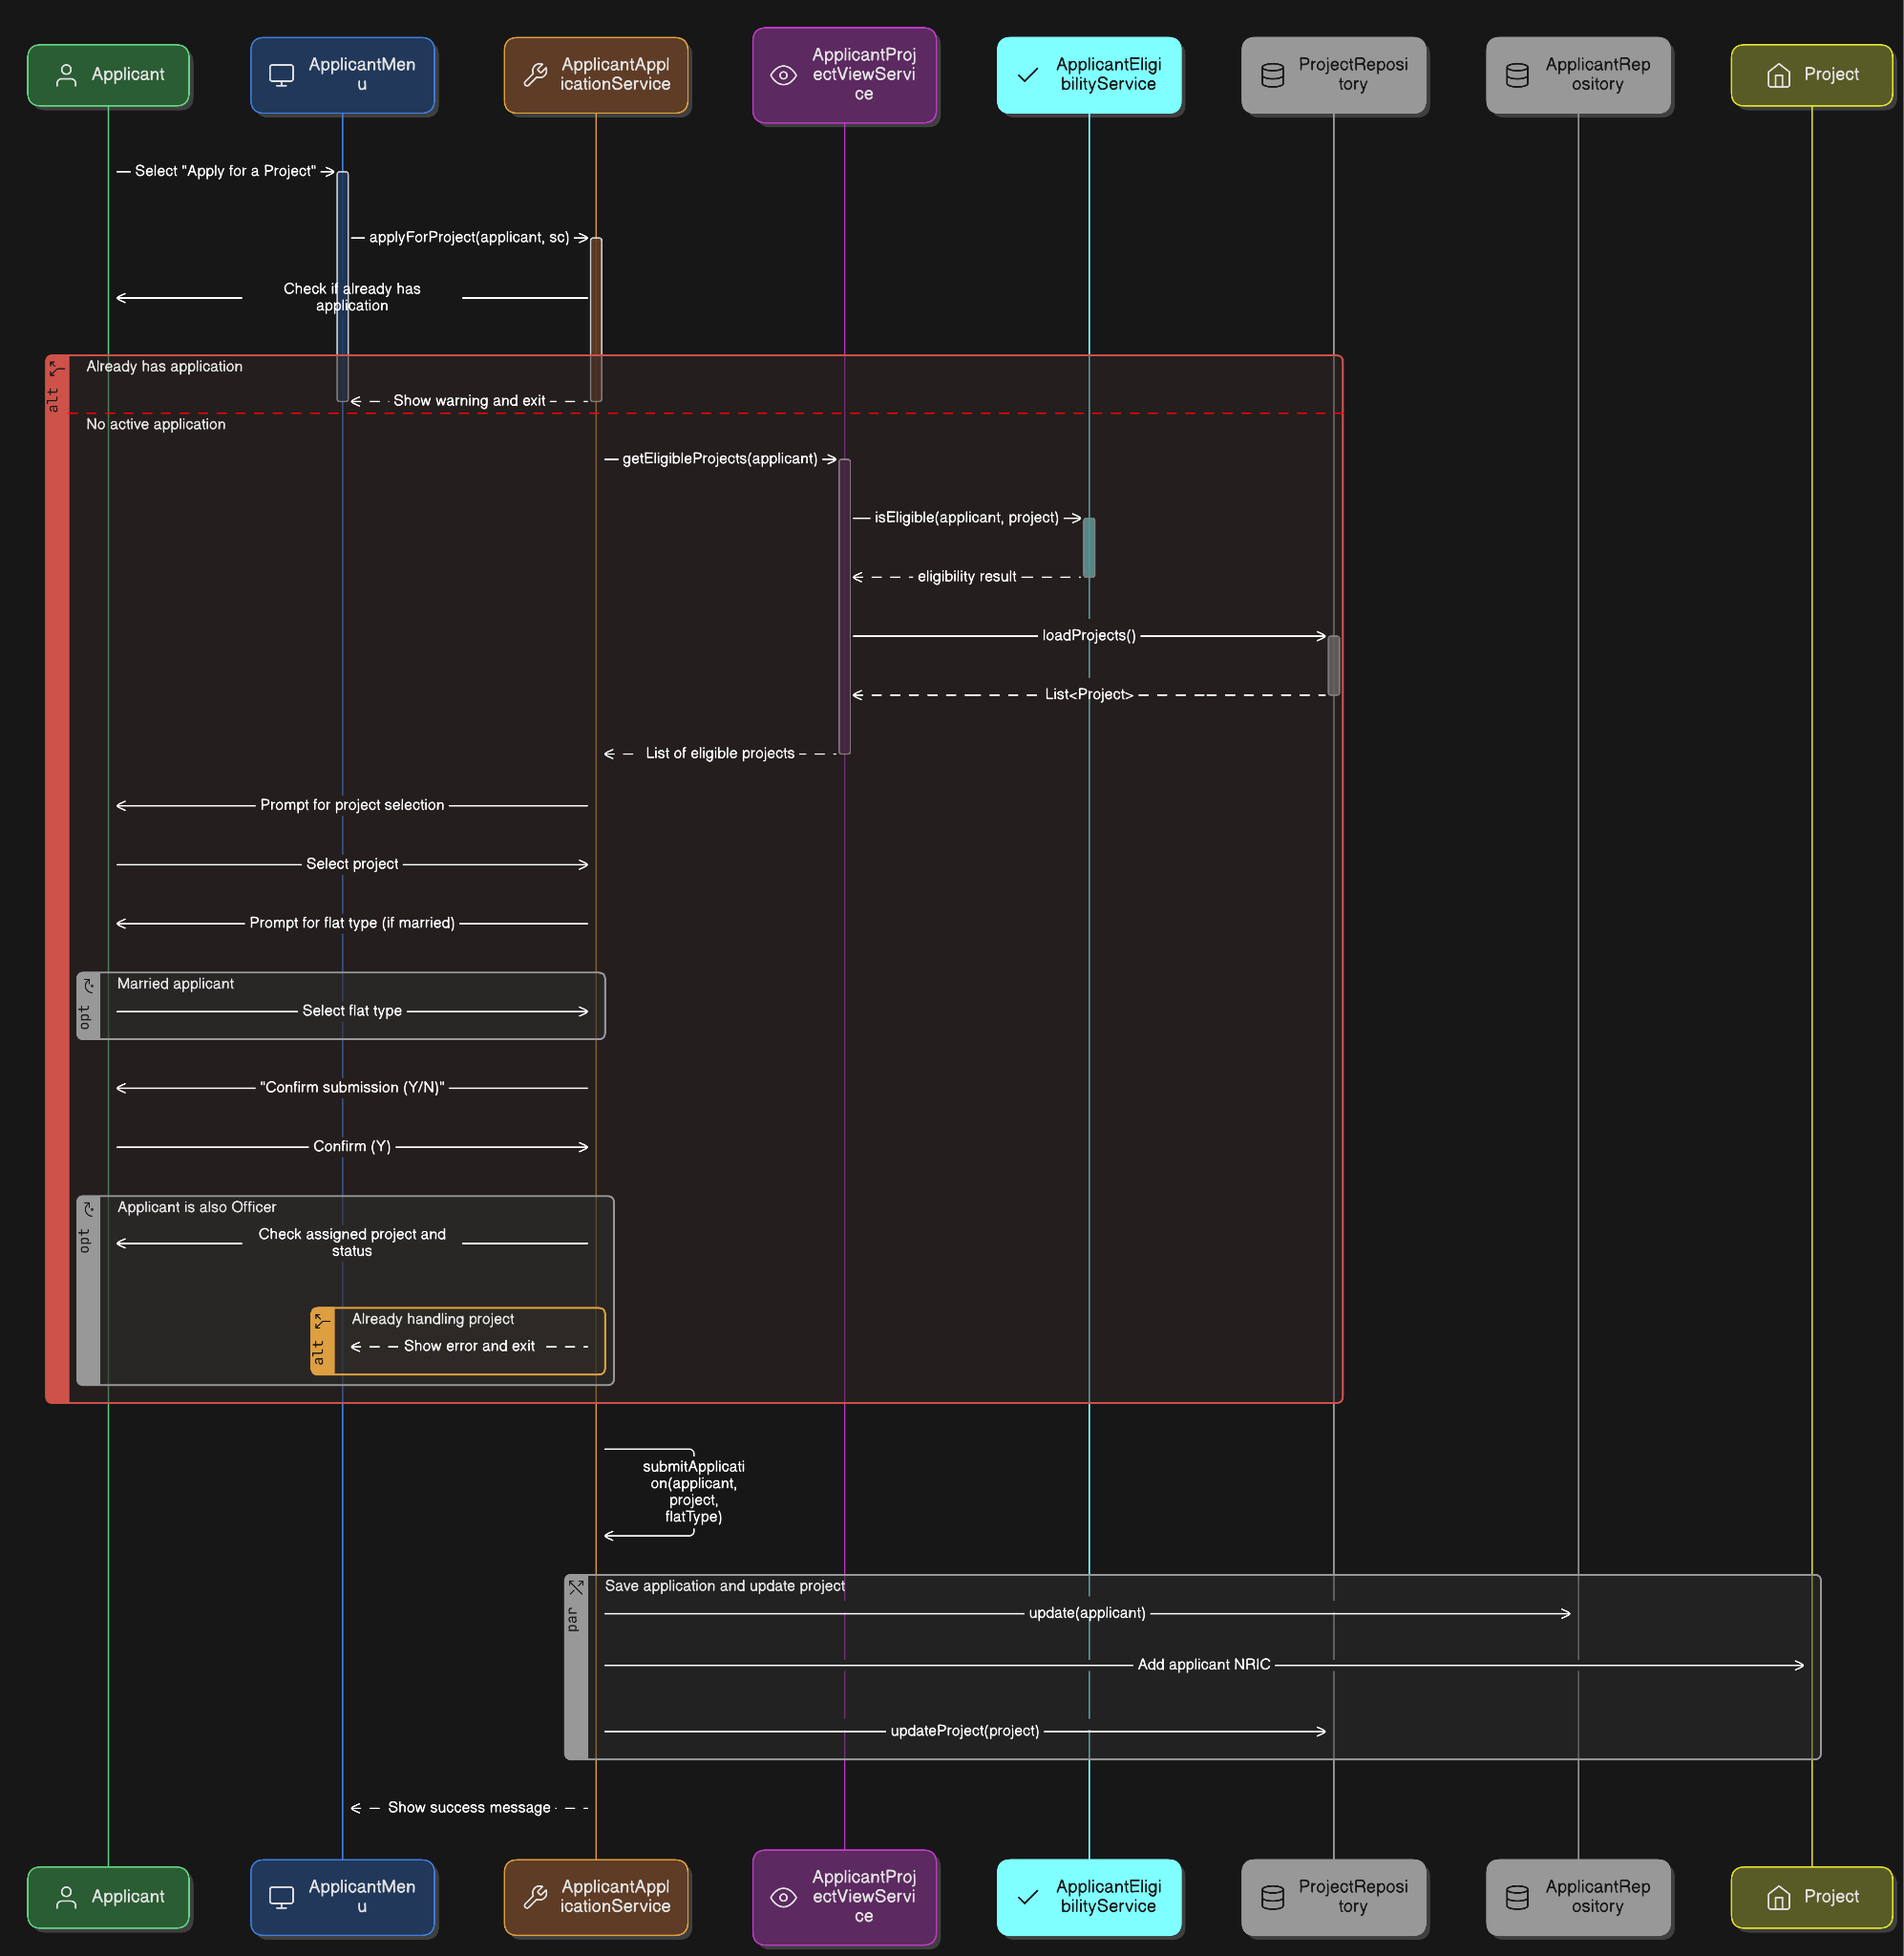 Applicant
ApplicantMen
u
ApplicantAppl
icationService
ApplicantProj
ectViewServi
ce
ApplicantEligi
bilityService
ProjectReposi
tory
ApplicantRep
ository
Project
Select "Apply for a Project"
applyForProject(applicant, sc)
Check if already has
application
alt
Already has application
Show warning and exit
No active application
getEligibleProjects(applicant)
isEligible(applicant, project)
eligibility result
loadProjects()
List<Project>
List of eligible projects
Prompt for project selection
Select project
Prompt for flat type (if married)
opt
Married applicant
Select flat type
"Confirm submission (Y/N)"
Confirm (Y)
opt
Applicant is also Officer
Check assigned project and
status
alt
Already handling project
Show error and exit
submitApplicati
on(applicant,
project,
flatType)
par
Save application and update project
update(applicant)
Add applicant NRIC
updateProject(project)
Show success message
Applicant
ApplicantMen
u
ApplicantAppl
icationService
ApplicantProj
ectViewServi
ce
ApplicantEligi
bilityService
ProjectReposi
tory
ApplicantRep
ository
Project